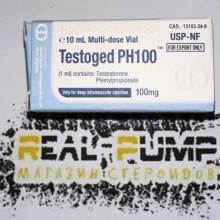 CAS: 13103-34-9
℮10 mL Multi-dose Vial
USP-NF
FOR EXPORT ONLY
Testoged PH100™
(1 ml) contains: Testosterone
Phenylpropionate
Only for deep intramuscular injection
100mg
REAL-PUMP
МАГАЗИН СТЕРОИДОВ